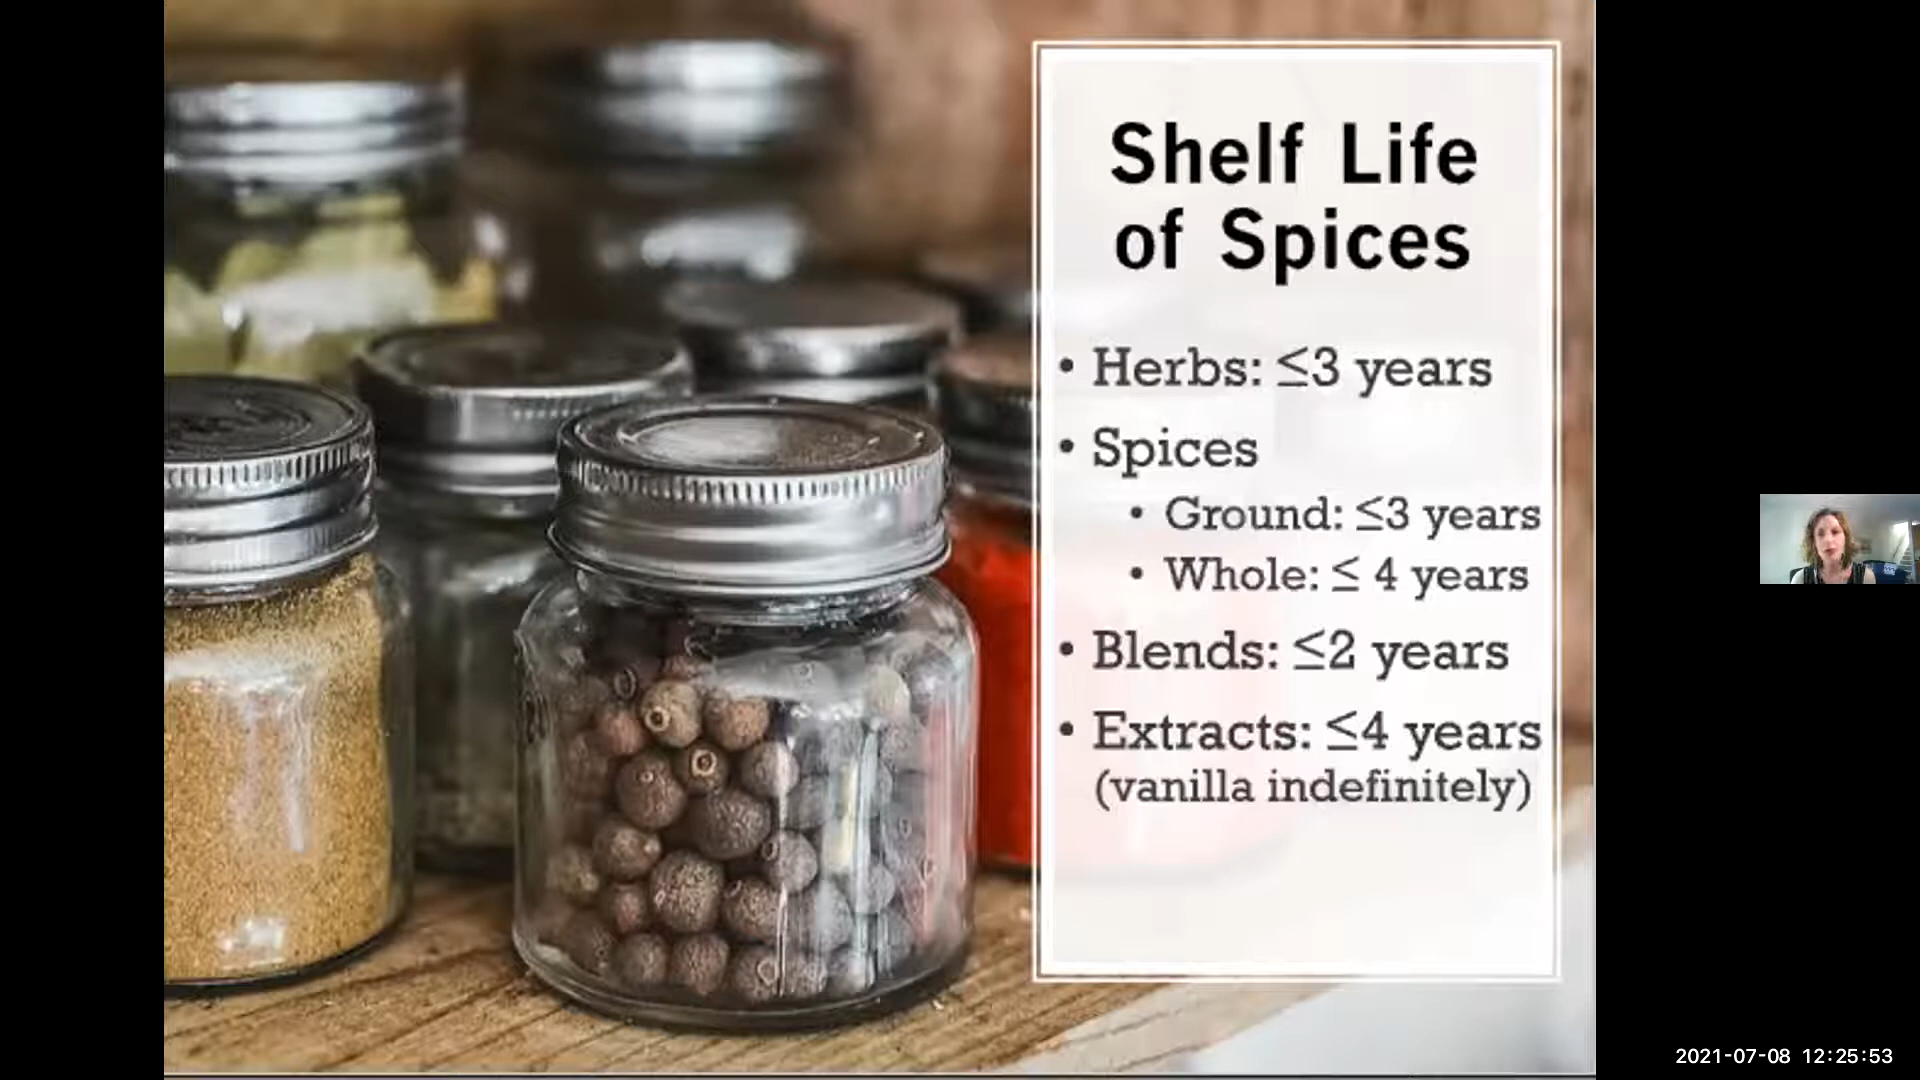 Shelf Life
of Spices
• Herbs: ≤3 years
• Spices
• Ground: ≤3 years
• Whole: ≤ 4 years
• Blends: ≤2 years
• Extracts: ≤4 years
(vanilla indefinitely)
2021-07-08 12:25:53